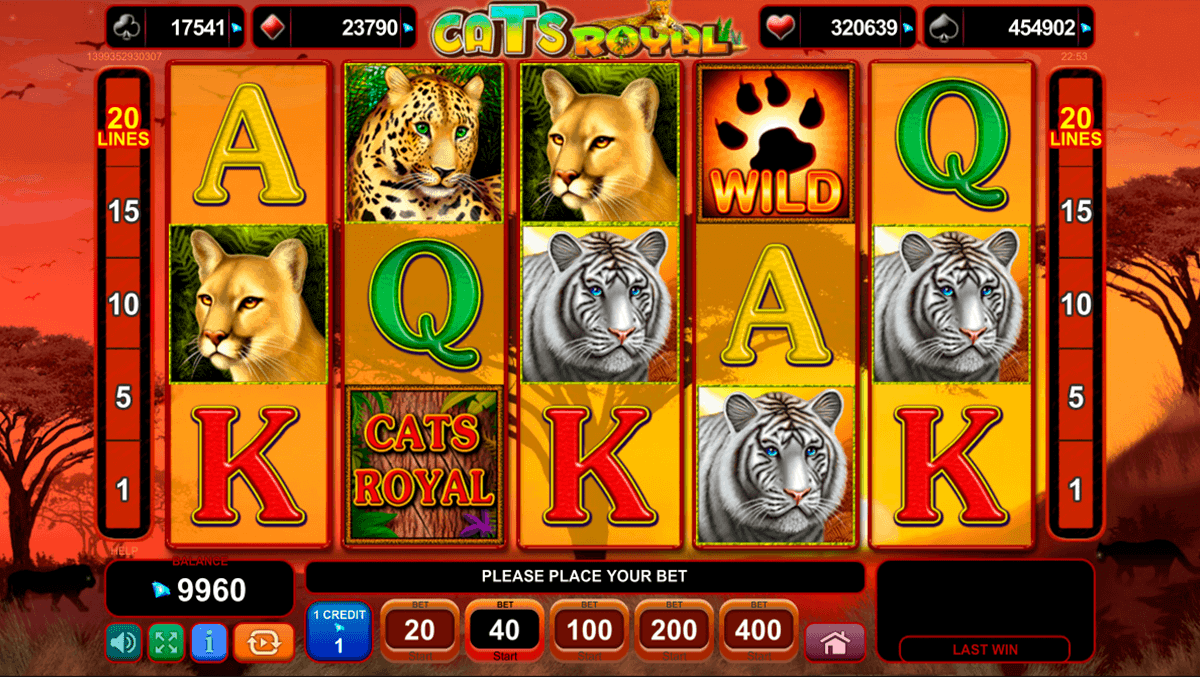 17541
23790
CATS ROYAL
320639
454902
1399352930307
22:53
20
LINES
15
10
5
1
A
WILD
Q
Q
A
K
CATS
ROYAL
K
K
20
LINES
15
10
5
1
HELP
BALANCE
9960
PLEASE PLACE YOUR BET
1 CREDIT
1
BET
20
Start
BET
40
Start
BET
100
Start
BET
200
Start
BET
400
Start
i
LAST WIN